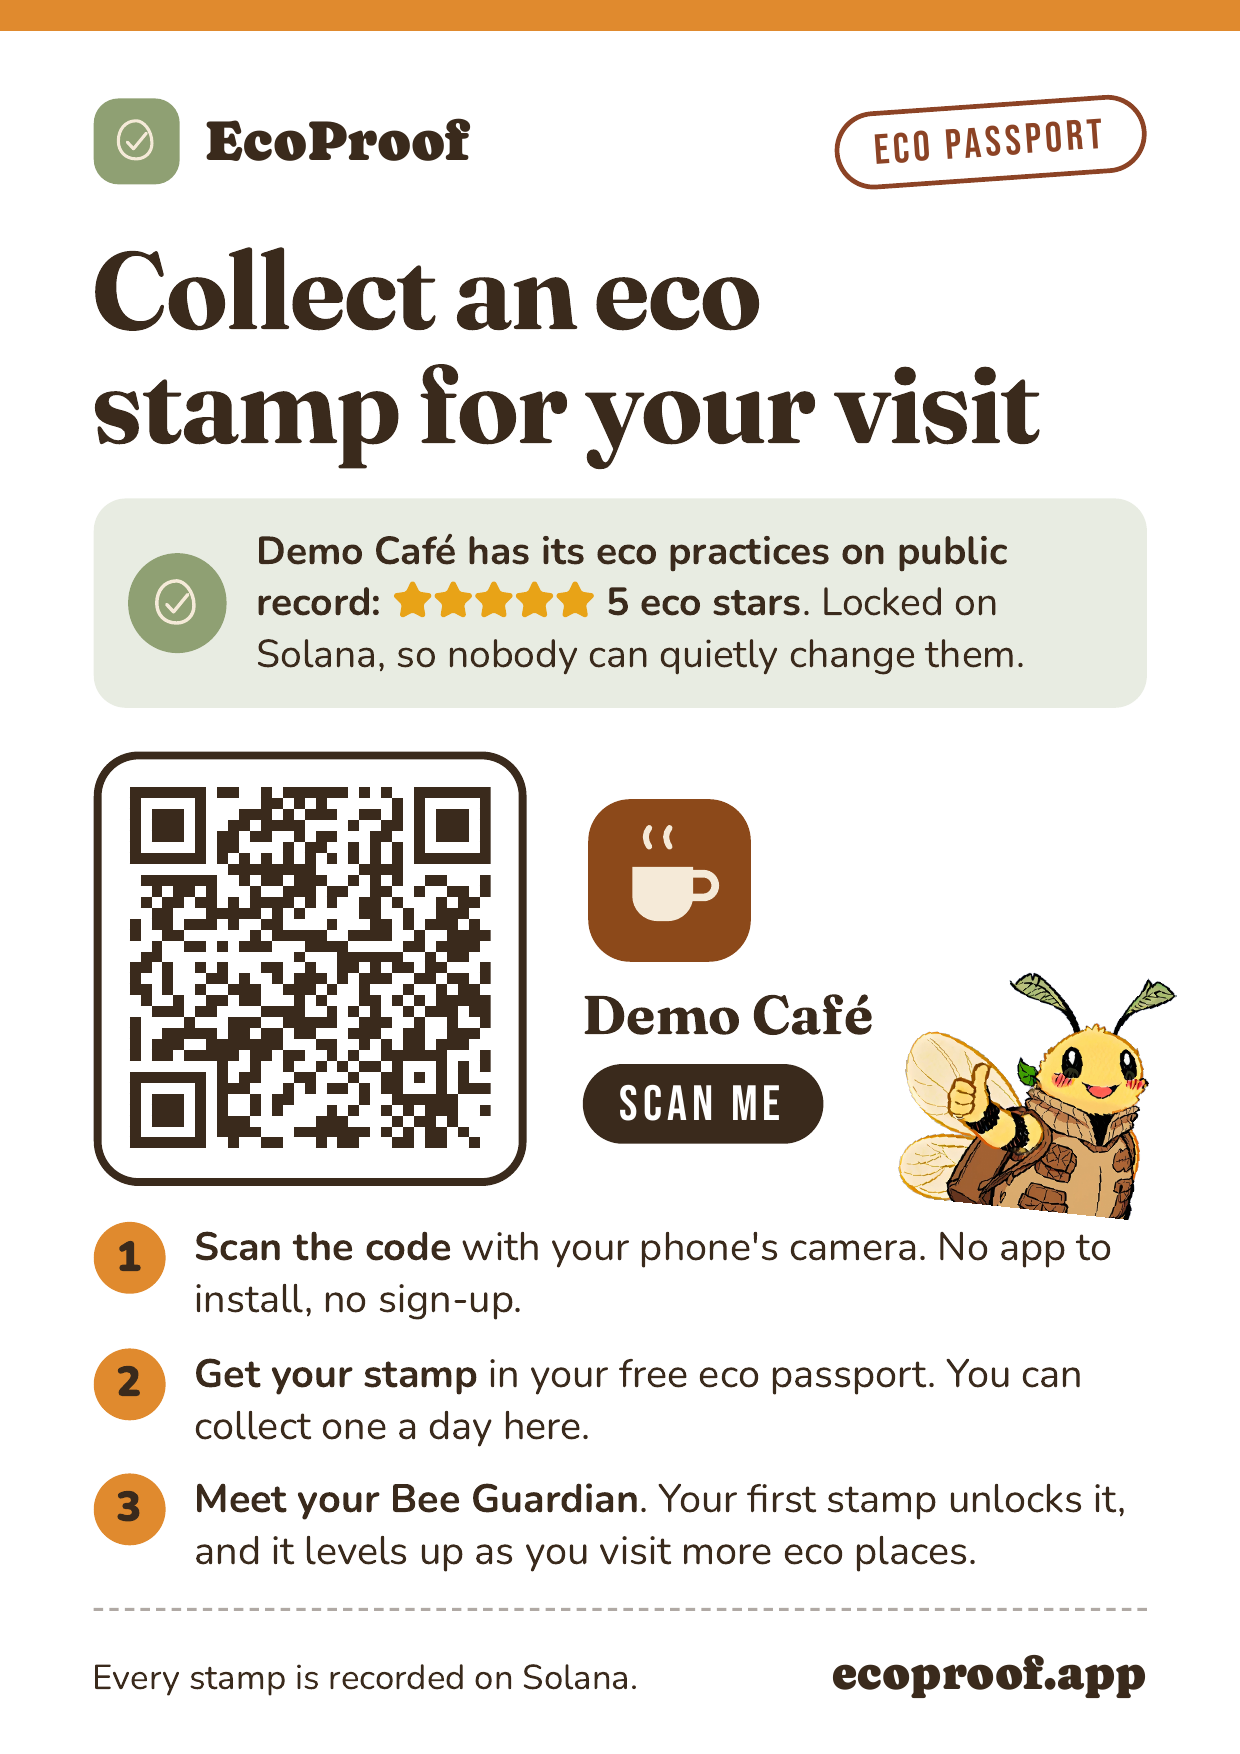 EcoProof
ECO PASSPORT
Collect an eco
stamp for your visit
Demo Café has its eco practices on public
record: ★★★★★ 5 eco stars. Locked on
Solana, so nobody can quietly change them.
Demo Café
SCAN ME
1 Scan the code with your phone's camera. No app to
install, no sign-up.
2 Get your stamp in your free eco passport. You can
collect one a day here.
3 Meet your Bee Guardian. Your first stamp unlocks it,
and it levels up as you visit more eco places.
Every stamp is recorded on Solana.
ecoproof.app